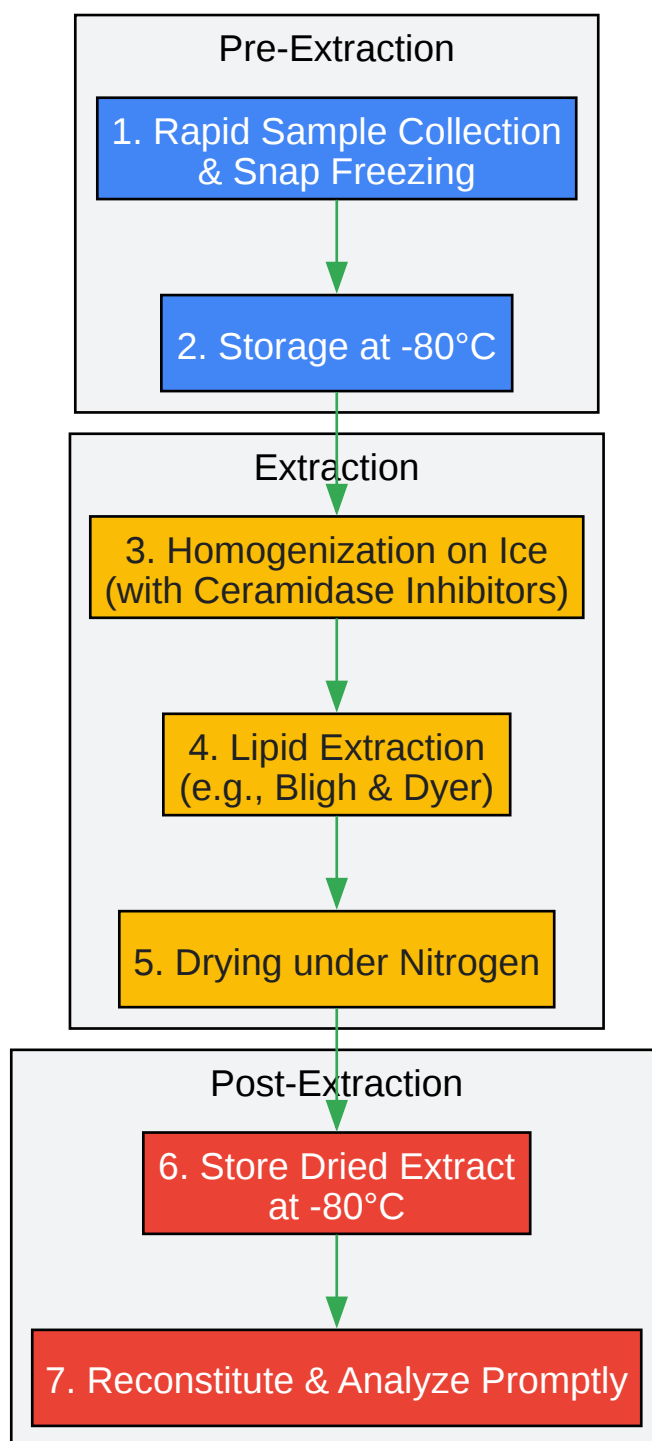 Pre-Extraction
1. Rapid Sample Collection
& Snap Freezing
2. Storage at -80°C
Extraction
3. Homogenization on Ice
(with Ceramidase Inhibitors)
4. Lipid Extraction
(e.g., Bligh & Dyer)
5. Drying under Nitrogen
Post-Extraction
6. Store Dried Extract
at -80°C
7. Reconstitute & Analyze Promptly